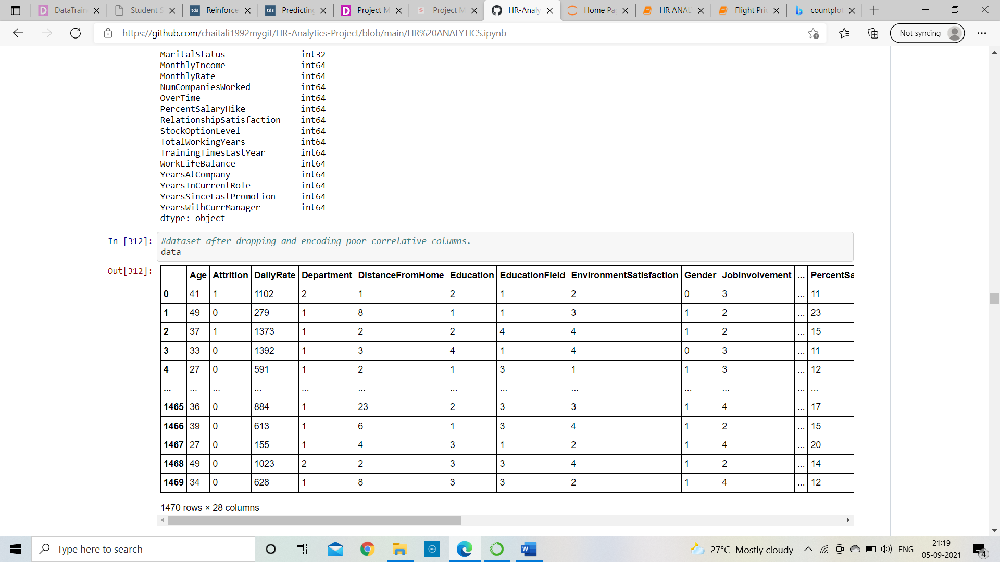 DataTrain
Student S
tds Reinforce
tds Predicting
Project M
Project M
HR-Analy
Home Pa
HR ANAL
Flight Pri
countplo
https://github.com/chaitali1992mygit/HR-Analytics-Project/blob/main/HR%20ANALYTICS.ipynb
Not syncing
MaritalStatus int32
MonthlyIncome int64
MonthlyRate int64
NumCompaniesWorked int64
OverTime int64
PercentSalaryHike int64
RelationshipSatisfaction int64
StockOptionLevel int64
TotalWorkingYears int64
TrainingTimesLastYear int64
WorkLifeBalance int64
YearsAtCompany int64
YearsInCurrentRole int64
YearsSinceLastPromotion int64
YearsWithCurrManager int64
dtype: object
In [312]: #dataset after dropping and encoding poor correlative columns.
data
Out[312]:
Age Attrition DailyRate Department DistanceFromHome Education EducationField EnvironmentSatisfaction Gender JobInvolvement ... PercentSa
0 41 1 1102 2 1 2 1 2 0 3 ... 11
1 49 0 279 1 8 1 1 3 1 2 ... 23
2 37 1 1373 1 2 2 4 4 1 2 ... 15
3 33 0 1392 1 3 4 1 4 0 3 ... 11
4 27 0 591 1 2 1 3 1 1 3 ... 12
... ... ... ... ... ... ... ... ... ... ... ... ...
1465 36 0 884 1 23 2 3 3 1 4 ... 17
1466 39 0 613 1 6 1 3 4 1 2 ... 15
1467 27 0 155 1 4 3 1 2 1 4 ... 20
1468 49 0 1023 2 2 3 3 4 1 2 ... 14
1469 34 0 628 1 8 3 3 2 1 4 ... 12
1470 rows × 28 columns
Type here to search
27°C Mostly cloudy
ENG
21:19
05-09-2021
4